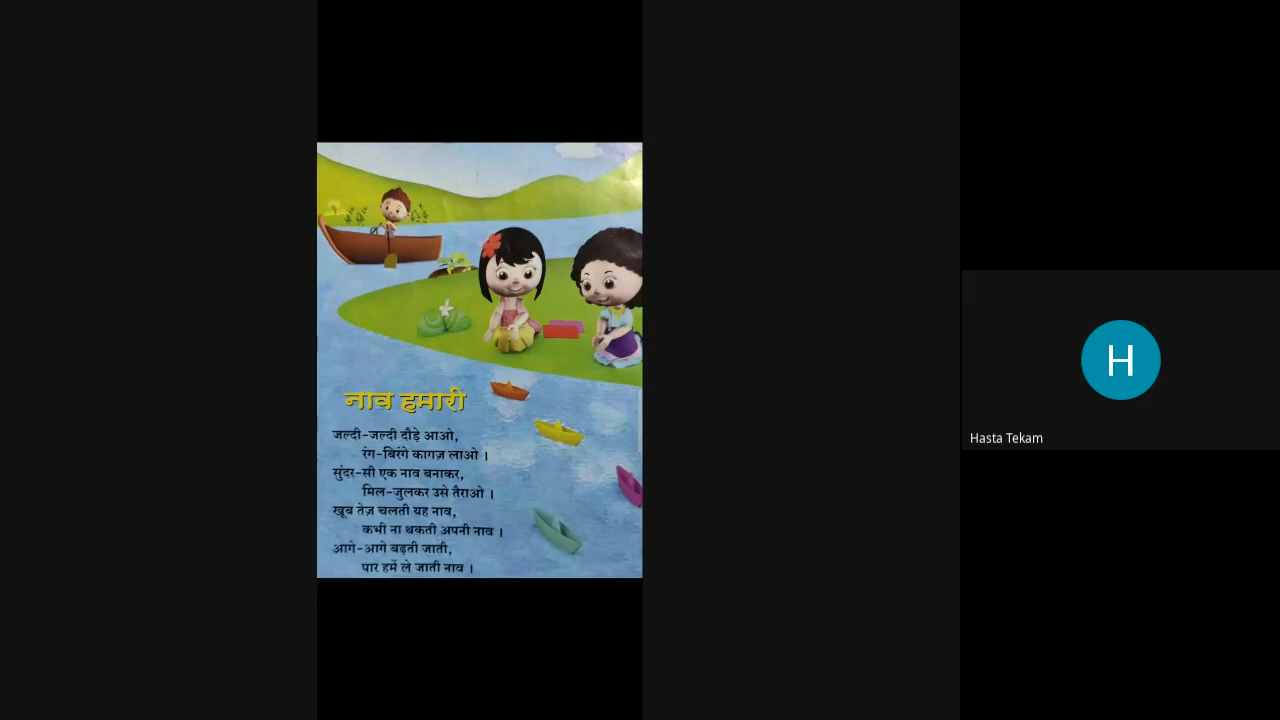 नाव हमारी
जल्दी-जल्दी दौड़े आओ,
रंग-बिरंगे कागज़ लाओ ।
सुंदर-सी एक नाव बनाकर,
मिल-जुलकर उसे तैराओ ।
खूब तेज़ चलती यह नाव,
कभी ना थकती अपनी नाव ।
आगे-आगे बढ़ती जाती,
पार हमें ले जाती नाव ।
H
Hasta Tekam